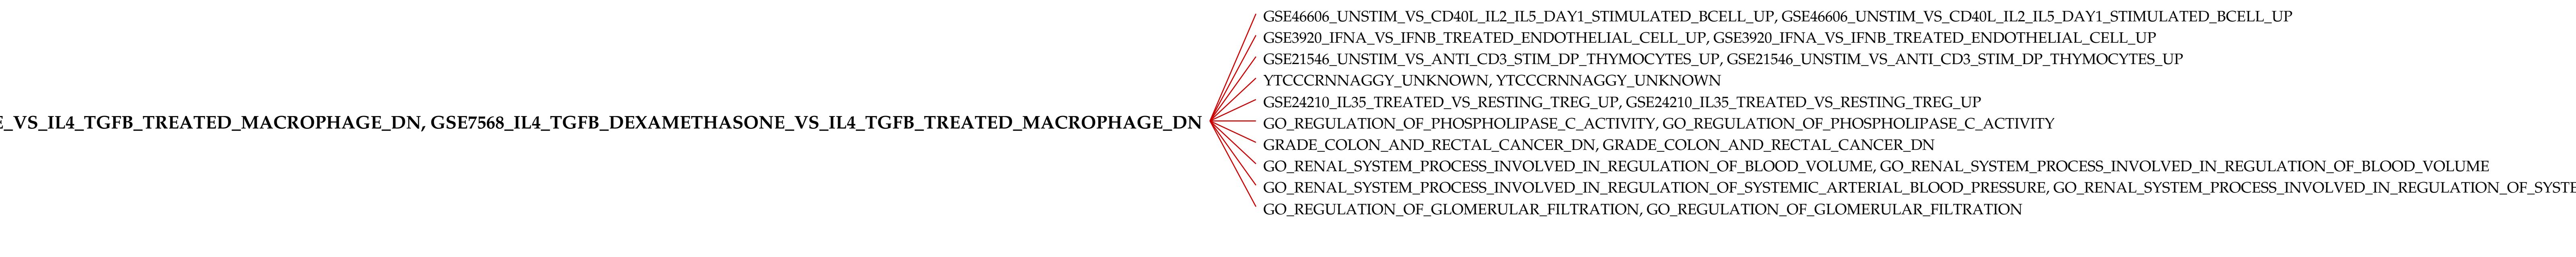 GSE46606_UNSTIM_VS_CD40L_IL2_IL5_DAY1_STIMULATED_BCELL_UP, GSE46606_UNSTIM_VS_CD40L_IL2_IL5_DAY1_STIMULATED_BCELL_UP
GSE3920_IFNA_VS_IFNB_TREATED_ENDOTHELIAL_CELL_UP, GSE3920_IFNA_VS_IFNB_TREATED_ENDOTHELIAL_CELL_UP
GSE21546_UNSTIM_VS_ANTI_CD3_STIM_DP_THYMOCYTES_UP, GSE21546_UNSTIM_VS_ANTI_CD3_STIM_DP_THYMOCYTES_UP
YTCCCRNNAGGY_UNKNOWN, YTCCCRNNAGGY_UNKNOWN
GSE24210_IL35_TREATED_VS_RESTING_TREG_UP, GSE24210_IL35_TREATED_VS_RESTING_TREG_UP
E_VS_IL4_TGFB_TREATED_MACROPHAGE_DN, GSE7568_IL4_TGFB_DEXAMETHASONE_VS_IL4_TGFB_TREATED_MACROPHAGE_DN
GO_REGULATION_OF_PHOSPHOLIPASE_C_ACTIVITY, GO_REGULATION_OF_PHOSPHOLIPASE_C_ACTIVITY
GRADE_COLON_AND_RECTAL_CANCER_DN, GRADE_COLON_AND_RECTAL_CANCER_DN
GO_RENAL_SYSTEM_PROCESS_INVOLVED_IN_REGULATION_OF_BLOOD_VOLUME, GO_RENAL_SYSTEM_PROCESS_INVOLVED_IN_REGULATION_OF_BLOOD_VOLUME
GO_RENAL_SYSTEM_PROCESS_INVOLVED_IN_REGULATION_OF_SYSTEMIC_ARTERIAL_BLOOD_PRESSURE, GO_RENAL_SYSTEM_PROCESS_INVOLVED_IN_REGULATION_OF_SYSTE
GO_REGULATION_OF_GLOMERULAR_FILTRATION, GO_REGULATION_OF_GLOMERULAR_FILTRATION